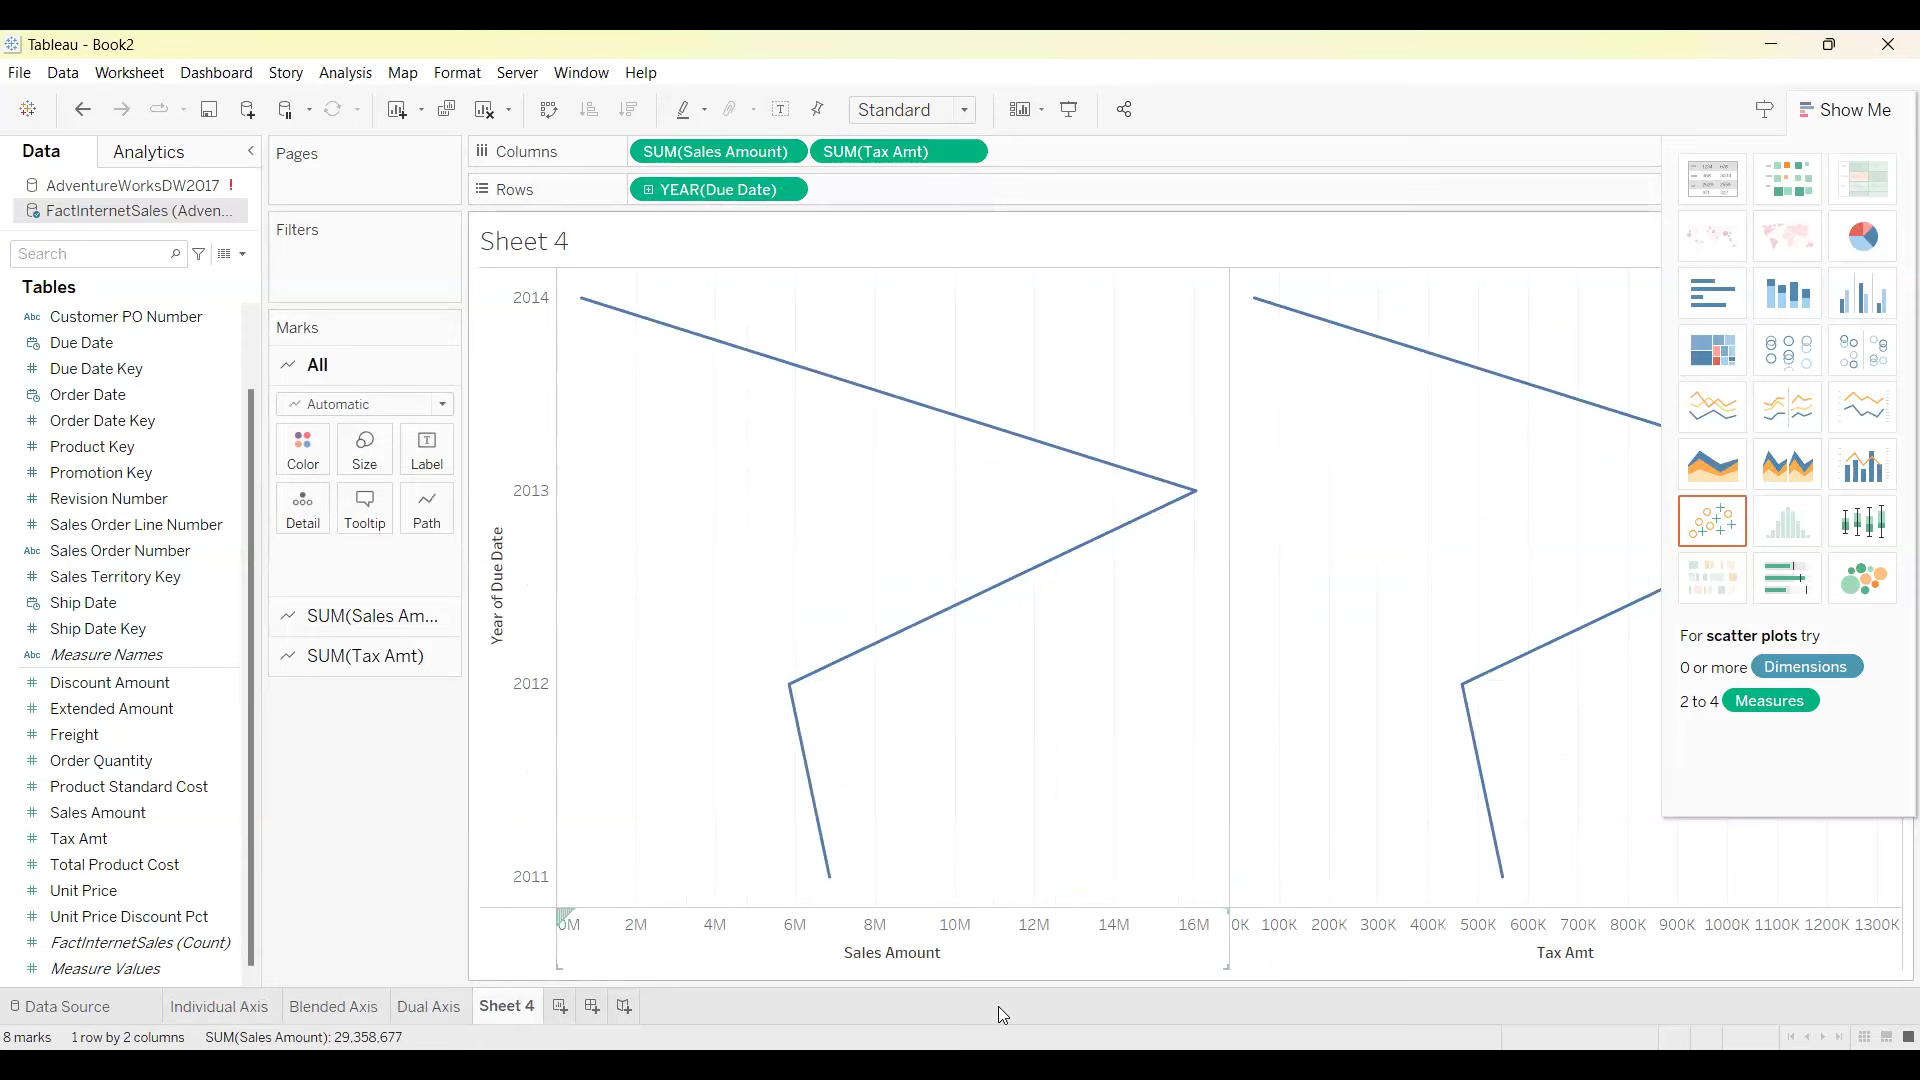 Tableau - Book2
File Data Worksheet Dashboard Story Analysis Map Format Server Window Help
Standard
Show Me
Data Analytics
AdventureWorksDW2017 !
FactInternetSales (Adven...
Search
Tables
Abc Customer PO Number
Due Date
# Due Date Key
Order Date
# Order Date Key
# Product Key
# Promotion Key
# Revision Number
# Sales Order Line Number
Abc Sales Order Number
# Sales Territory Key
Ship Date
# Ship Date Key
Abc Measure Names
# Discount Amount
# Extended Amount
# Freight
# Order Quantity
# Product Standard Cost
# Sales Amount
# Tax Amt
# Total Product Cost
# Unit Price
# Unit Price Discount Pct
# FactInternetSales (Count)
# Measure Values
Pages
Filters
Marks
All
Automatic
Color Size Label
Detail Tooltip Path
SUM(Sales Am...
SUM(Tax Amt)
Columns SUM(Sales Amount) SUM(Tax Amt)
Rows YEAR(Due Date)
Sheet 4
2014
2013
2012
2011
Year of Due Date
0M 2M 4M 6M 8M 10M 12M 14M 16M
Sales Amount
0K 100K 200K 300K 400K 500K 600K 700K 800K 900K 1000K 1100K 1200K 1300K
Tax Amt
For scatter plots try
0 or more Dimensions
2 to 4 Measures
Data Source Individual Axis Blended Axis Dual Axis Sheet 4
8 marks 1 row by 2 columns SUM(Sales Amount): 29,358,677